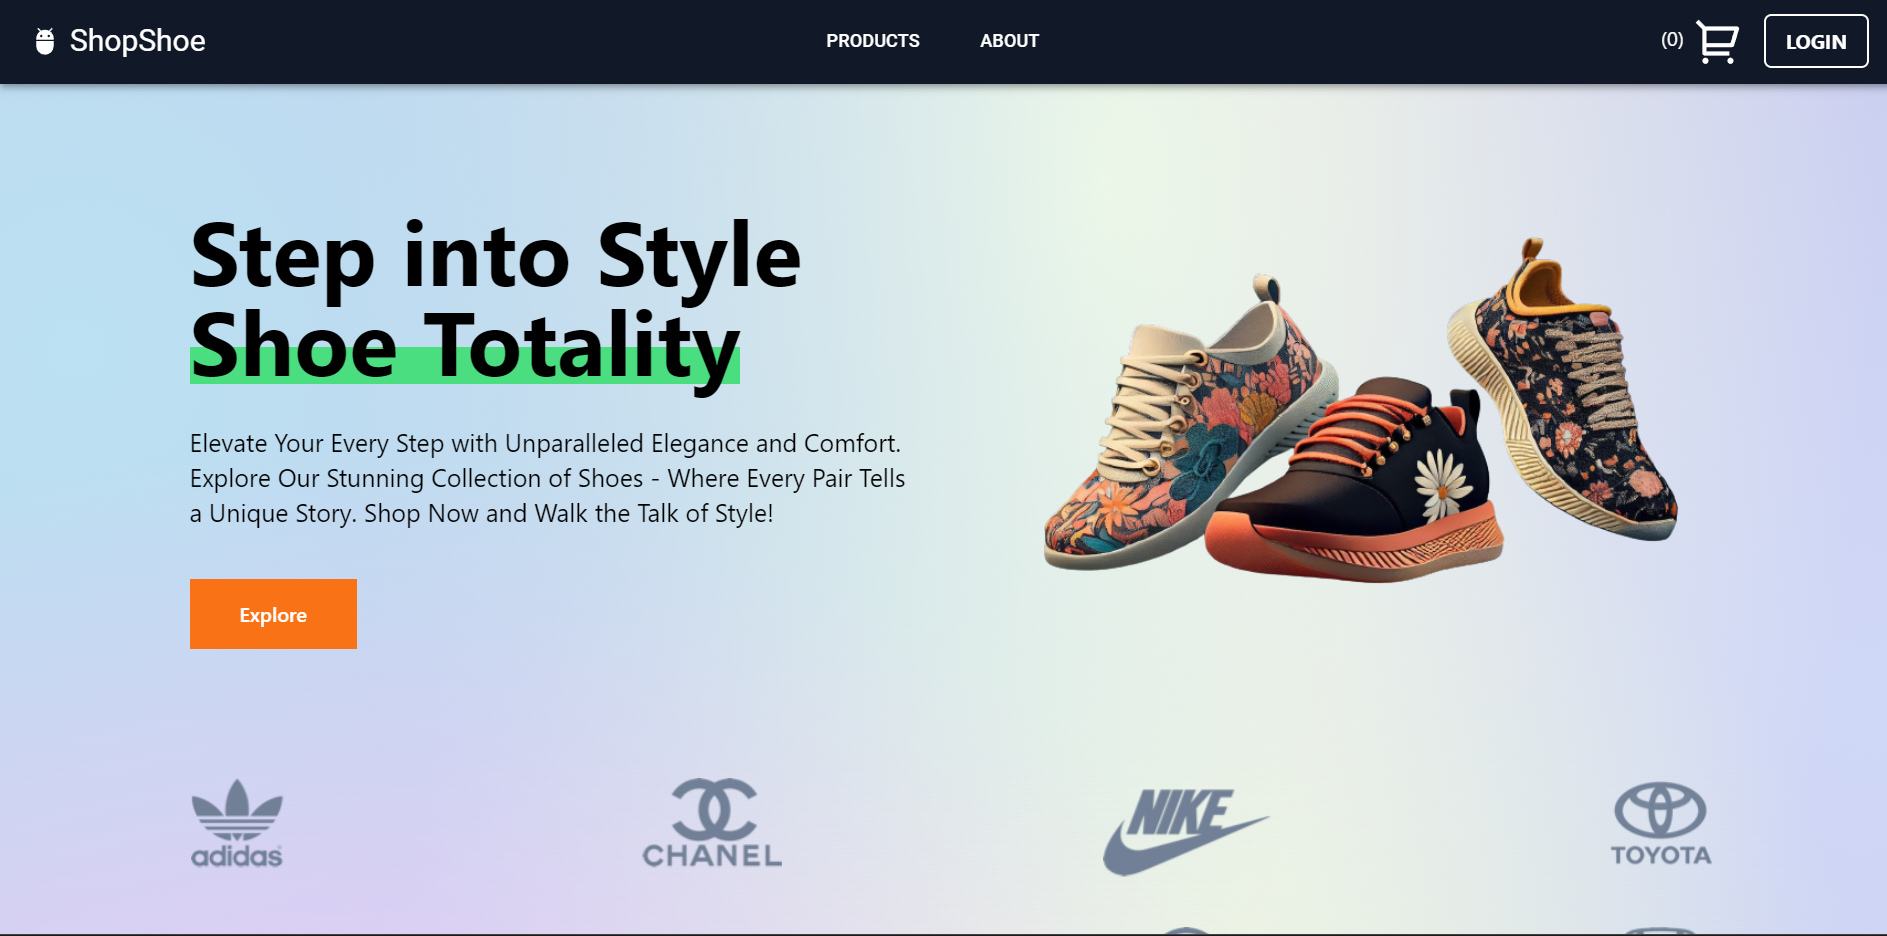 ShopShoe
PRODUCTS
ABOUT
(0)
LOGIN
Step into Style
Shoe Totality
Elevate Your Every Step with Unparalleled Elegance and Comfort.
Explore Our Stunning Collection of Shoes - Where Every Pair Tells
a Unique Story. Shop Now and Walk the Talk of Style!
Explore
adidas
CHANEL
NIKE
TOYOTA